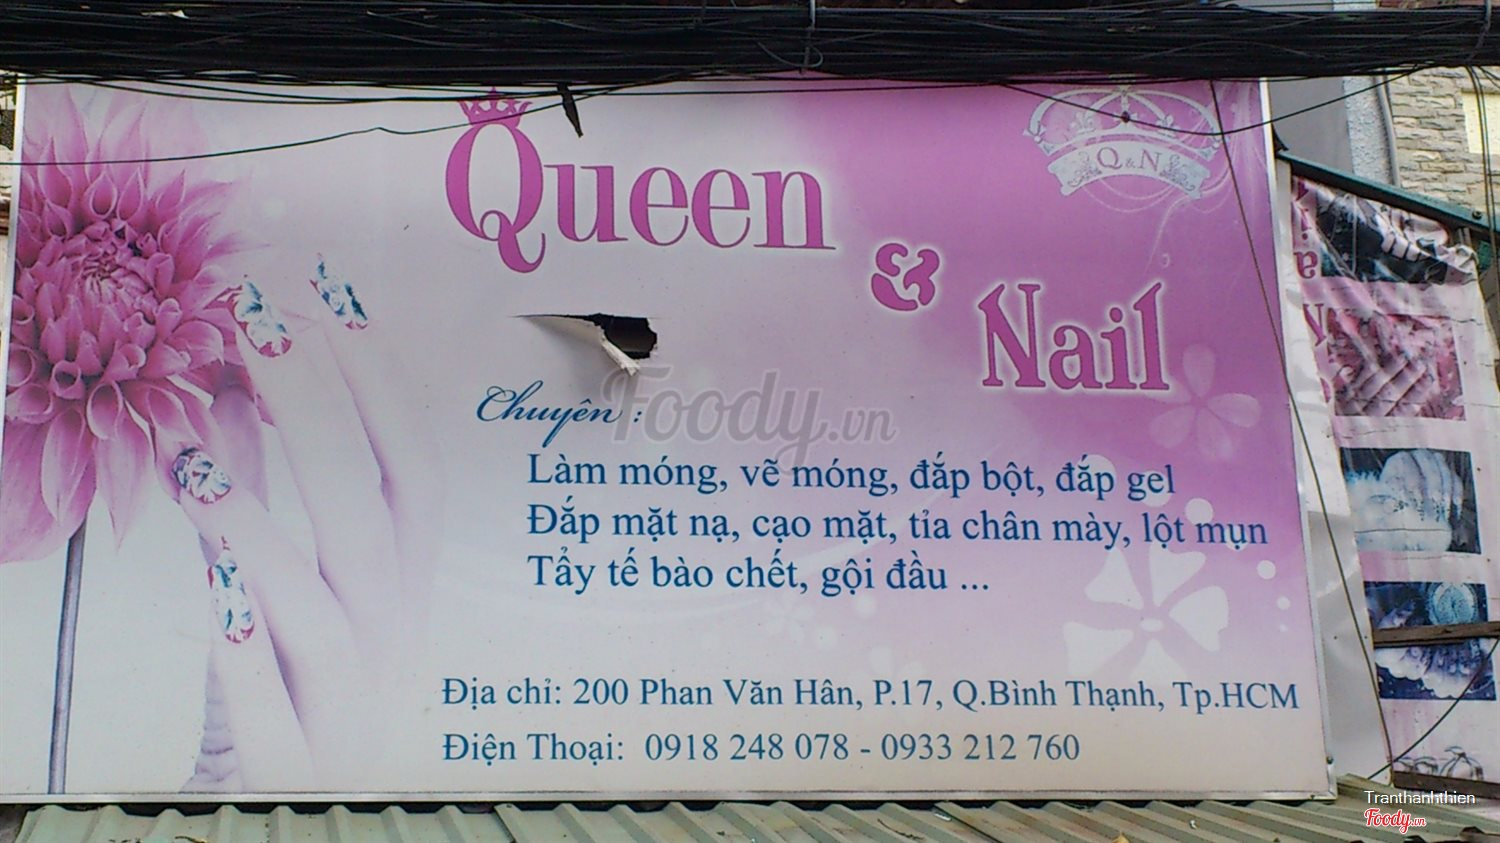 Queen
&
Nail
Q&N
Chuyên :
Làm móng, vẽ móng, đắp bột, đắp gel
Đắp mặt nạ, cạo mặt, tỉa chân mày, lột mụn
Tẩy tế bào chết, gội đầu ...
Địa chỉ: 200 Phan Văn Hân, P.17, Q.Bình Thạnh, Tp.HCM
Điện Thoại: 0918 248 078 - 0933 212 760
Foody.vn
Tranthanhthien
Foody.vn